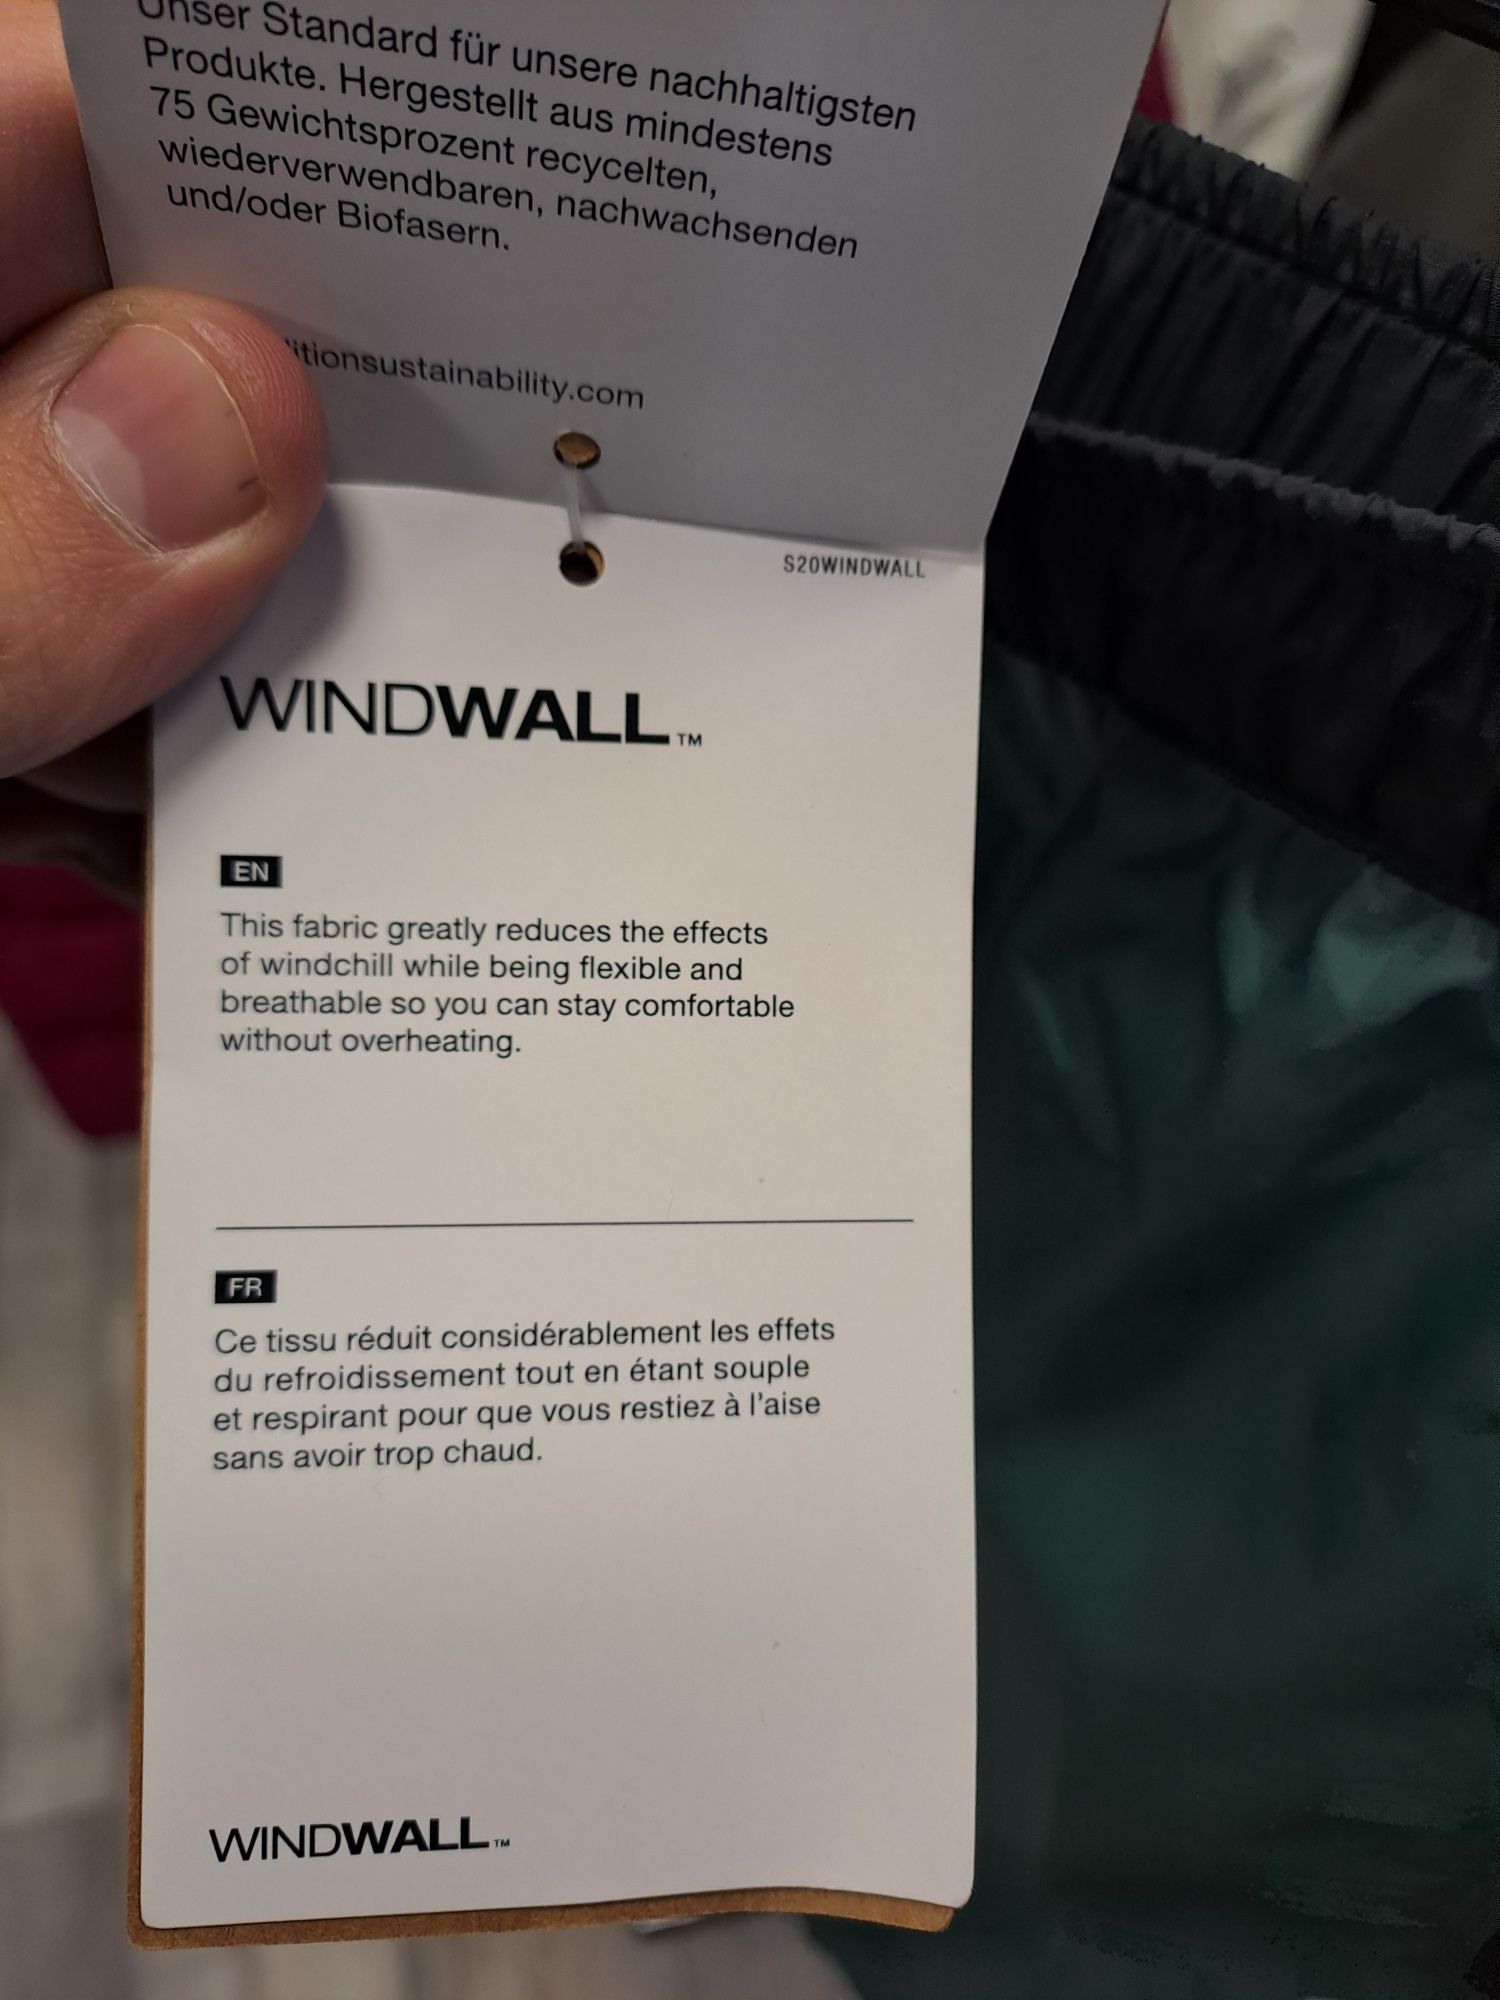 Unser Standard für unsere nachhaltigsten
Produkte. Hergestellt aus mindestens
75 Gewichtsprozent recycelten,
wiederverwendbaren, nachwachsenden
und/oder Biofasern.
itionsustainability.com
S20WINDWALL
WINDWALL™
EN
This fabric greatly reduces the effects
of windchill while being flexible and
breathable so you can stay comfortable
without overheating.
FR
Ce tissu réduit considérablement les effets
du refroidissement tout en étant souple
et respirant pour que vous restiez à l'aise
sans avoir trop chaud.
WINDWALL™